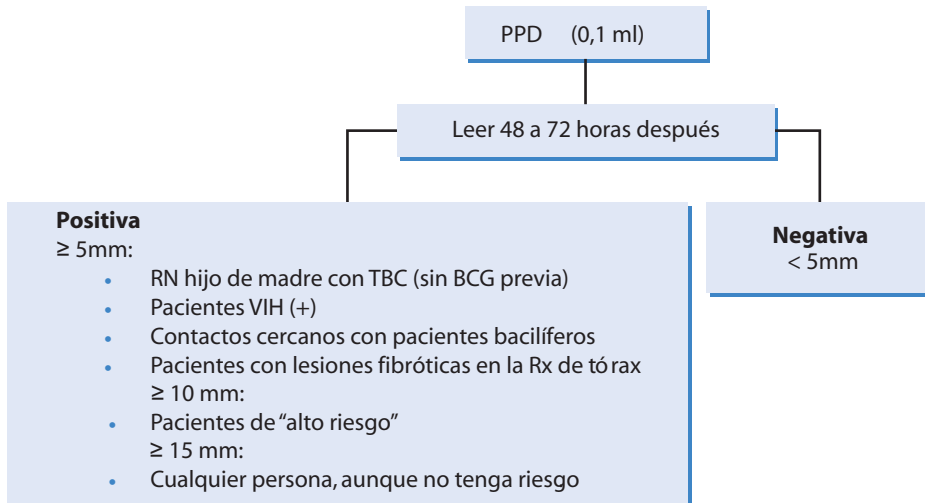 PPD (0,1 ml)
Leer 48 a 72 horas después
Positiva
≥ 5mm:
• RN hijo de madre con TBC (sin BCG previa)
• Pacientes VIH (+)
• Contactos cercanos con pacientes bacilíferos
• Pacientes con lesiones fibróticas en la Rx de tórax
≥ 10 mm:
• Pacientes de “alto riesgo”
≥ 15 mm:
• Cualquier persona, aunque no tenga riesgo
Negativa
< 5mm